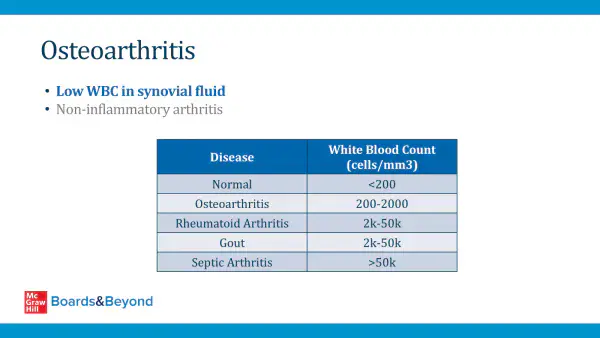 Osteoarthritis
• Low WBC in synovial fluid
• Non-inflammatory arthritis
Disease White Blood Count
(cells/mm3)
Normal <200
Osteoarthritis 200-2000
Rheumatoid Arthritis 2k-50k
Gout 2k-50k
Septic Arthritis >50k
Mc
Graw
Hill
Boards&Beyond